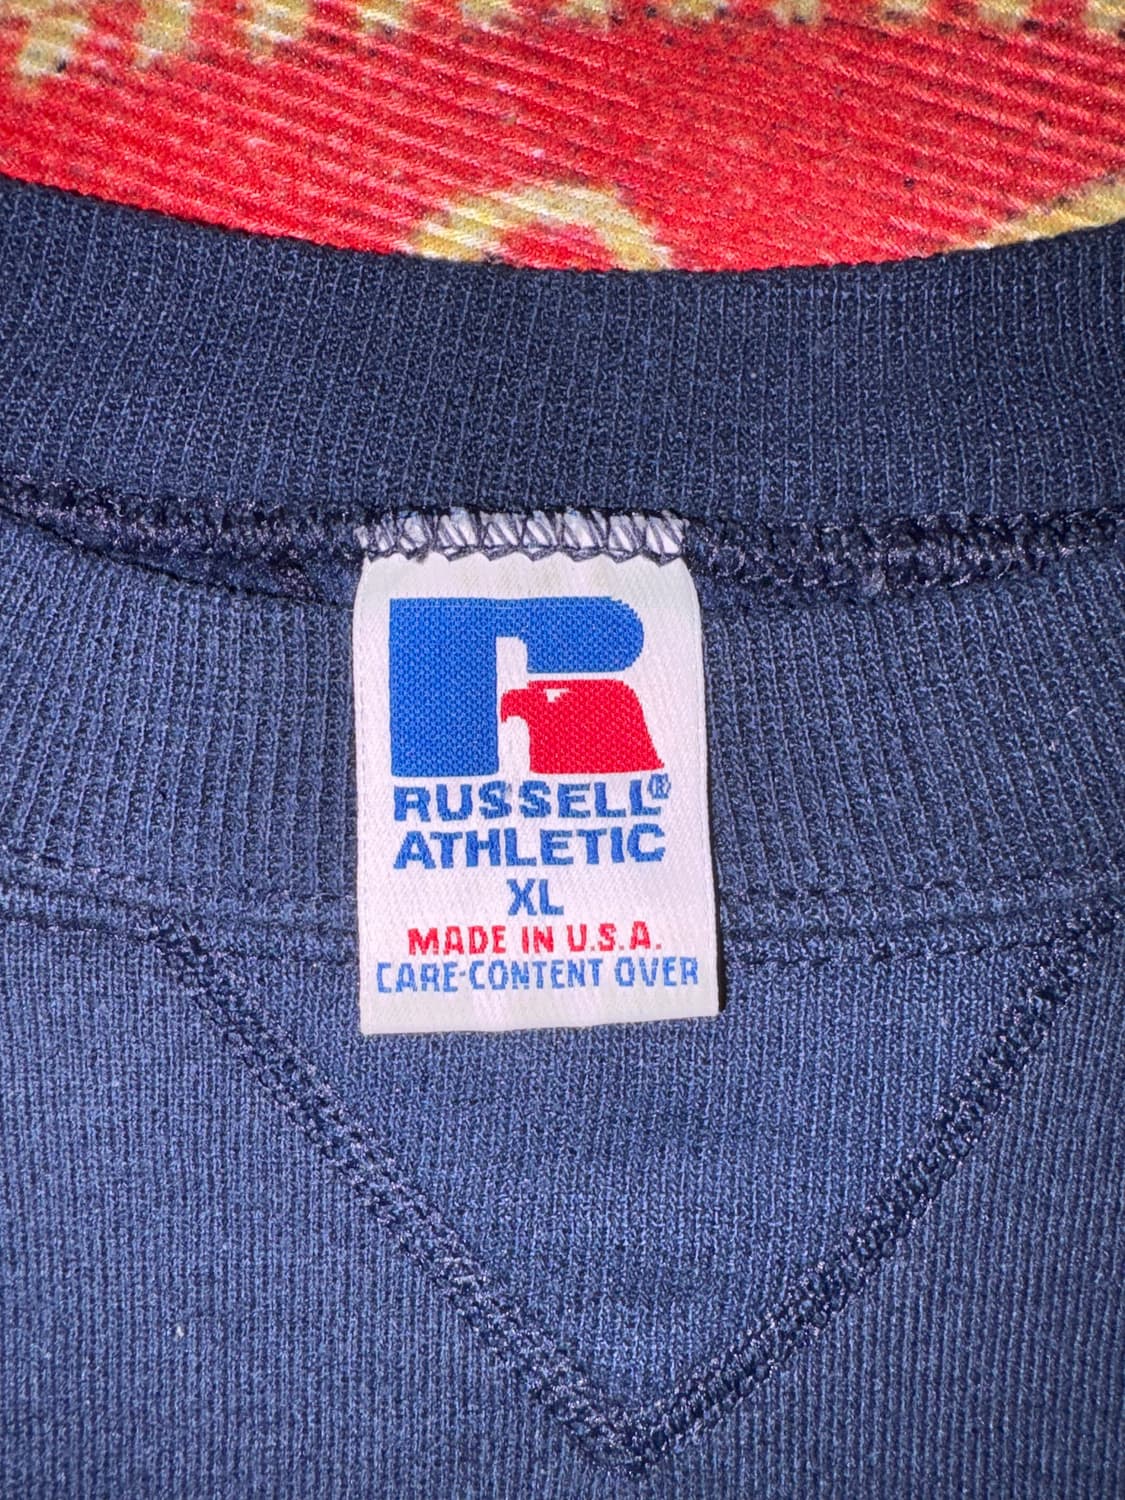 RUSSELL®
ATHLETIC
XL
MADE IN U.S.A.
CARE-CONTENT OVER